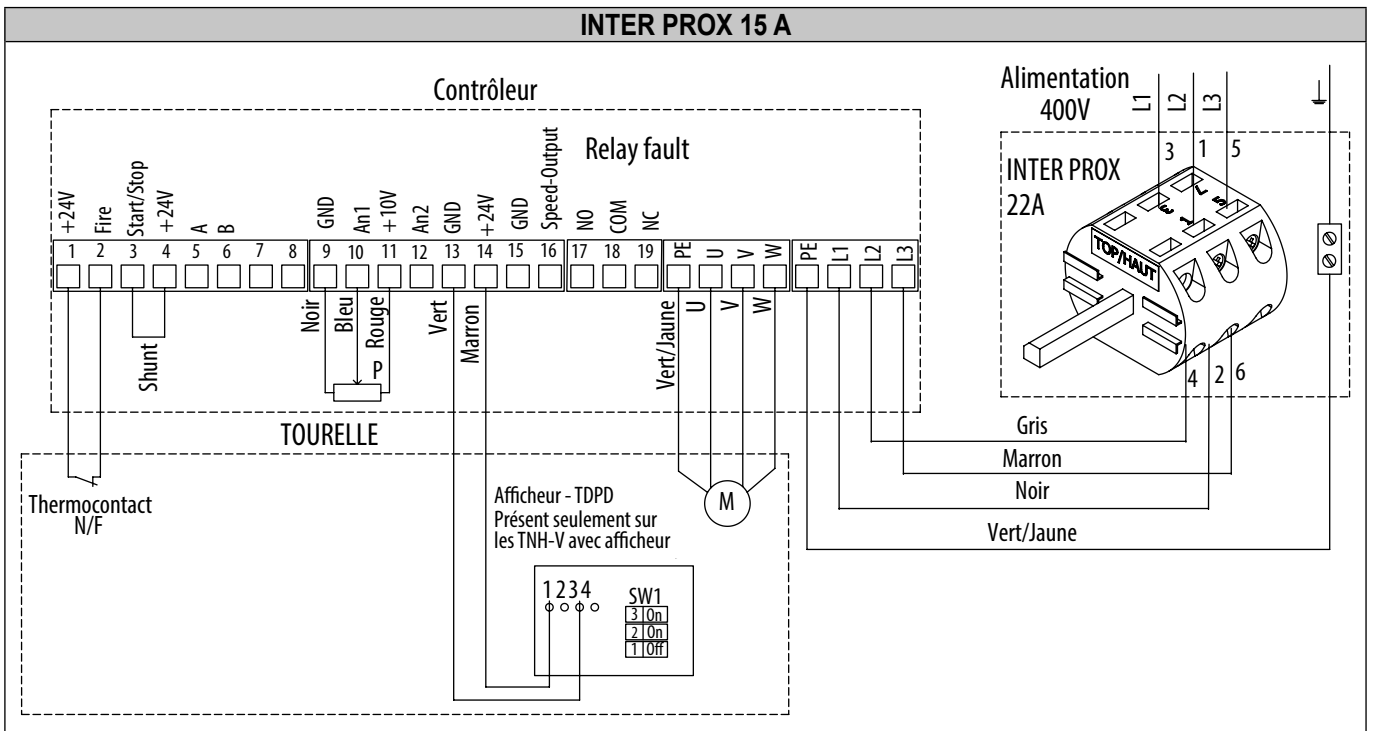 INTER PROX 15 A
Contrôleur
Relay fault
+24V
Fire
Start/Stop
+24V
A
B
GND
An1
+10V
An2
GND
+24V
GND
Speed-Output
NO
COM
NC
PE
U
V
W
PE
L1
L2
L3
1 2 3 4 5 6 7 8 9 10 11 12 13 14 15 16 17 18 19
Shunt
Noir
Bleu
Rouge
P
Vert
Marron
Vert/Jaune
U
V
W
Alimentation
400V
L1
L2
L3
INTER PROX
22A
3 1 5
7
3 1 5
TOP/HAUT
4 2 6
Gris
Marron
Noir
Vert/Jaune
TOURELLE
Thermocontact
N/F
Afficheur - TDPD
Présent seulement sur
les TNH-V avec afficheur
M
1234
SW1
3 On
2 On
1 Off